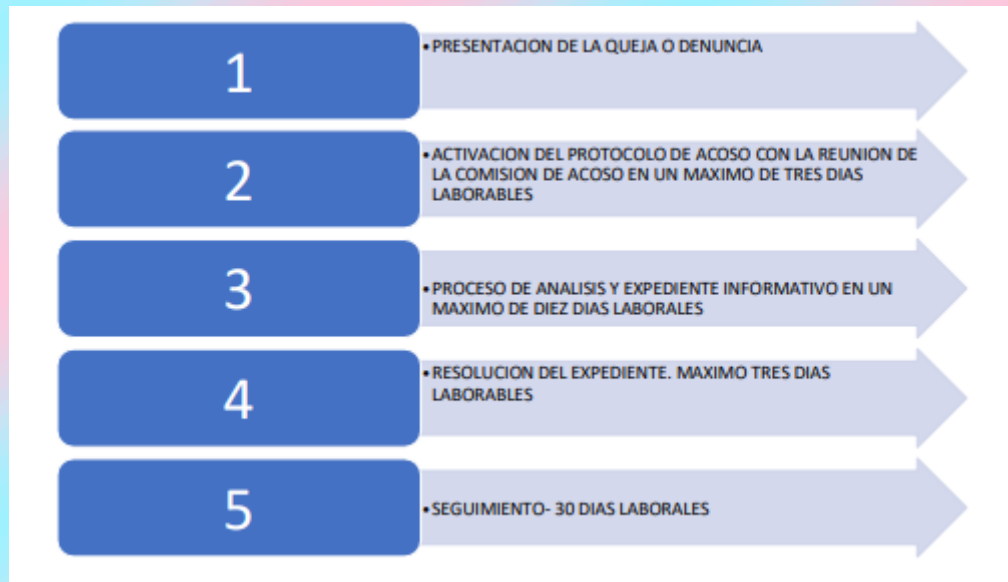 1
•PRESENTACION DE LA QUEJA O DENUNCIA
2
•ACTIVACION DEL PROTOCOLO DE ACOSO CON LA REUNION DE
LA COMISION DE ACOSO EN UN MAXIMO DE TRES DIAS
LABORABLES
3
•PROCESO DE ANALISIS Y EXPEDIENTE INFORMATIVO EN UN
MAXIMO DE DIEZ DIAS LABORALES
4
•RESOLUCION DEL EXPEDIENTE. MAXIMO TRES DIAS
LABORABLES
5
•SEGUIMIENTO- 30 DIAS LABORALES